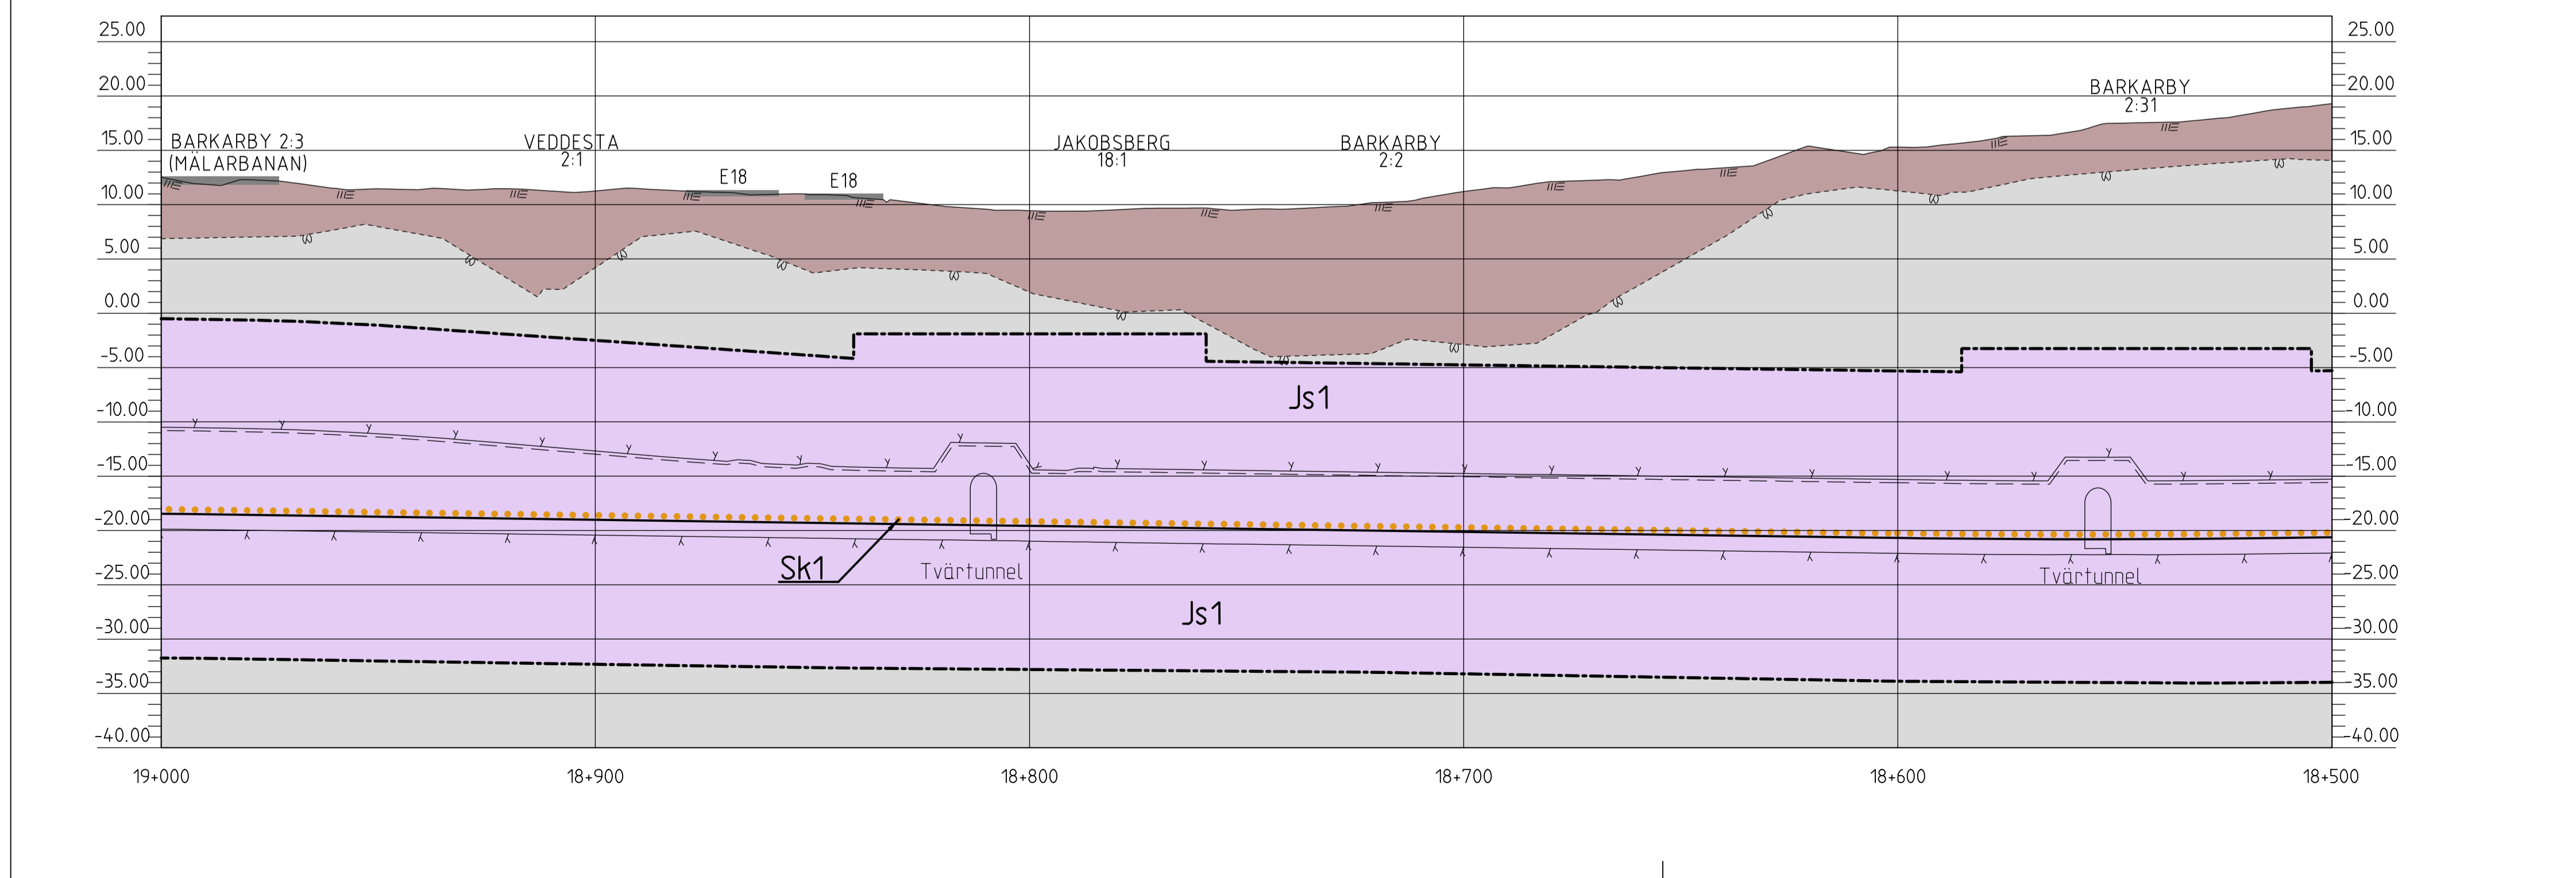 25.00 25.00
20.00 BARKARBY 20.00
2:31
15.00 BARKARBY 2:3 VEDDESTA JAKOBSBERG BARKARBY 15.00
(MÄLARBANAN) 2:1 18:1 2:2
E18 E18
10.00 10.00
5.00 5.00
0.00 0.00
-5.00 -5.00
Js1
-10.00 -10.00
-15.00 -15.00
-20.00 -20.00
Sk1 Tvärtunnel Tvärtunnel
-25.00 -25.00
Js1
-30.00 -30.00
-35.00 -35.00
-40.00 -40.00
19+000 18+900 18+800 18+700 18+600 18+500